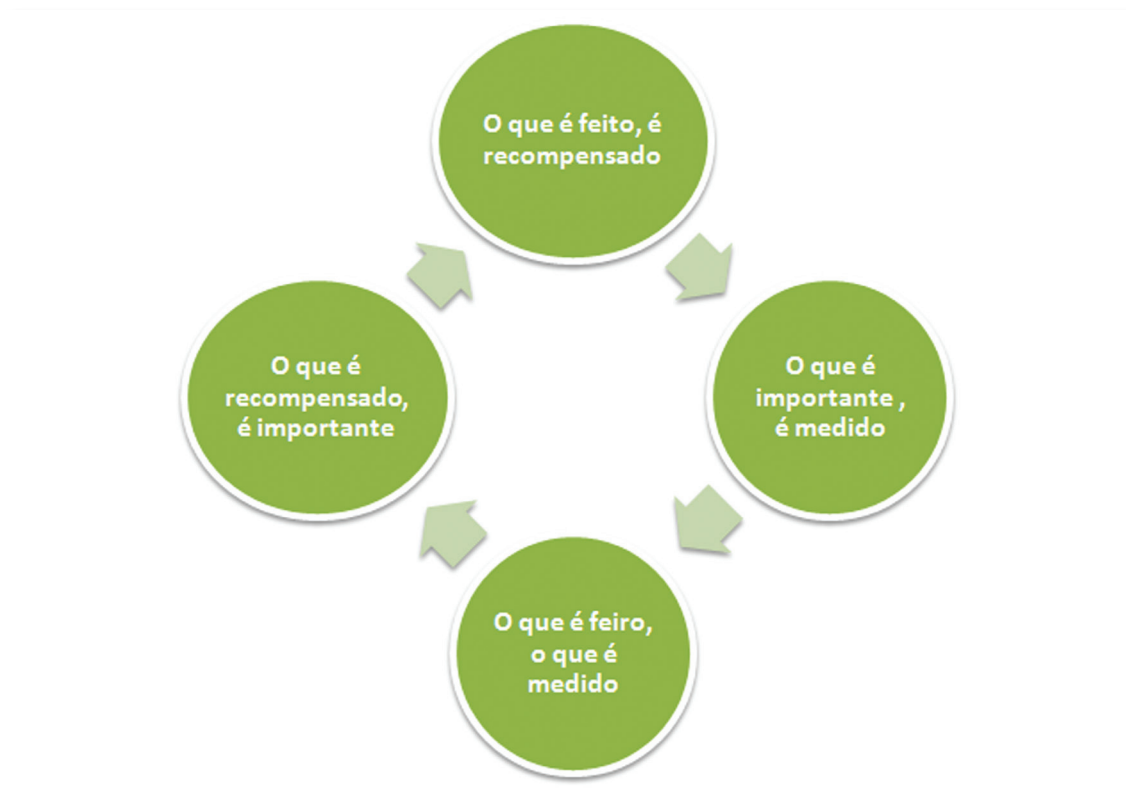 O que é feito, é
recompensado
O que é
importante ,
é medido
O que é feiro,
o que é
medido
O que é
recompensado,
é importante